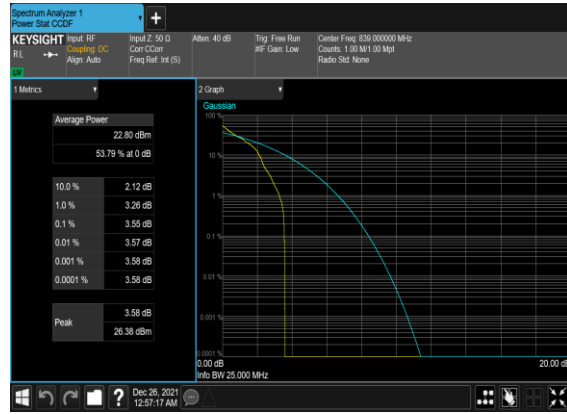 Spectrum Analyzer 1
Power Stat CCDF
+
KEYSIGHT
RL
Input: RF
Coupling: DC
Align: Auto
Input Z: 50 Ω
Corr CCorr
Freq Ref: Int (S)
Atten: 40 dB
Trig: Free Run
#IF Gain: Low
Center Freq: 839.000000 MHz
Counts: 1.00 M/1.00 Mpt
Radio Std: None
1 Metrics
Average Power
22.80 dBm
53.79 % at 0 dB
10.0 % 2.12 dB
1.0 % 3.26 dB
0.1 % 3.55 dB
0.01 % 3.57 dB
0.001 % 3.58 dB
0.0001 % 3.58 dB
Peak
3.58 dB
26.38 dBm
2 Graph
Gaussian
100 %
10 %
1 %
0.1 %
0.01 %
0.001 %
0.0001 %
0.00 dB
20.00 dB
Info BW 25.000 MHz
?
Dec 26, 2021
12:57:17 AM